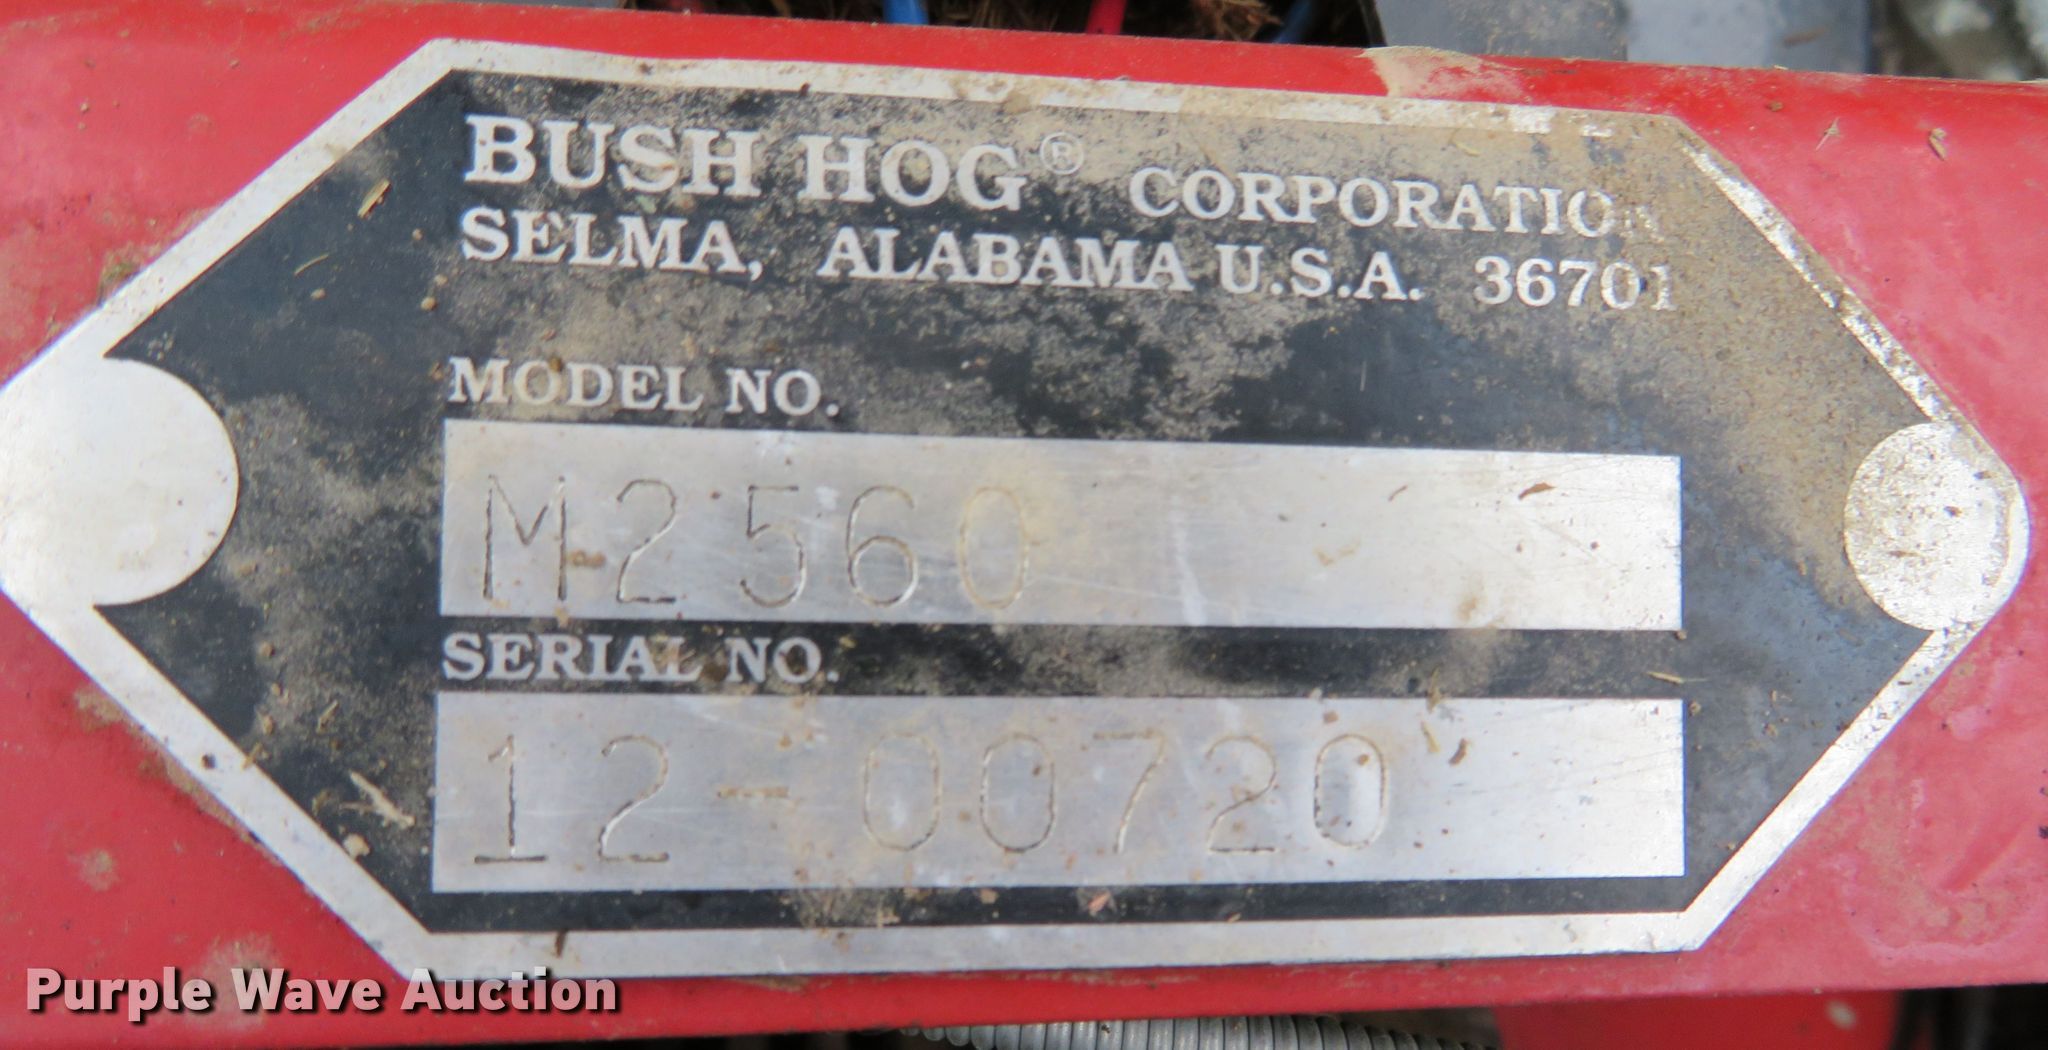 BUSH HOG® CORPORATION
SELMA, ALABAMA U.S.A. 36701
MODEL NO.
M2560
SERIAL NO.
12-00720
Purple Wave Auction